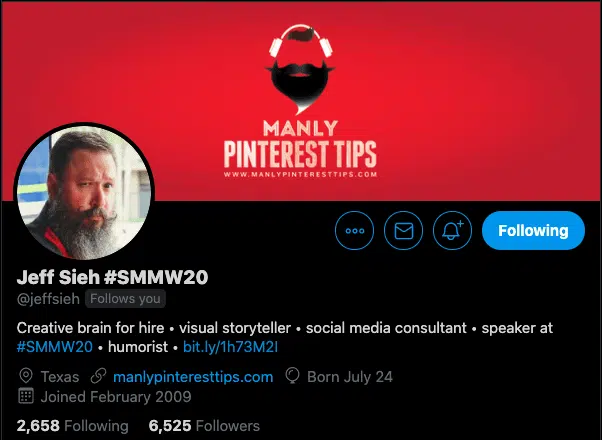 MANLY
PINTEREST TIPS
WWW.MANLYPINTERESTTIPS.COM
Following
Jeff Sieh #SMMW20
@jeffsieh Follows you
Creative brain for hire • visual storyteller • social media consultant • speaker at
#SMMW20 • humorist • bit.ly/1h73M2l
Texas manlypinteresttips.com Born July 24
Joined February 2009
2,658 Following 6,525 Followers